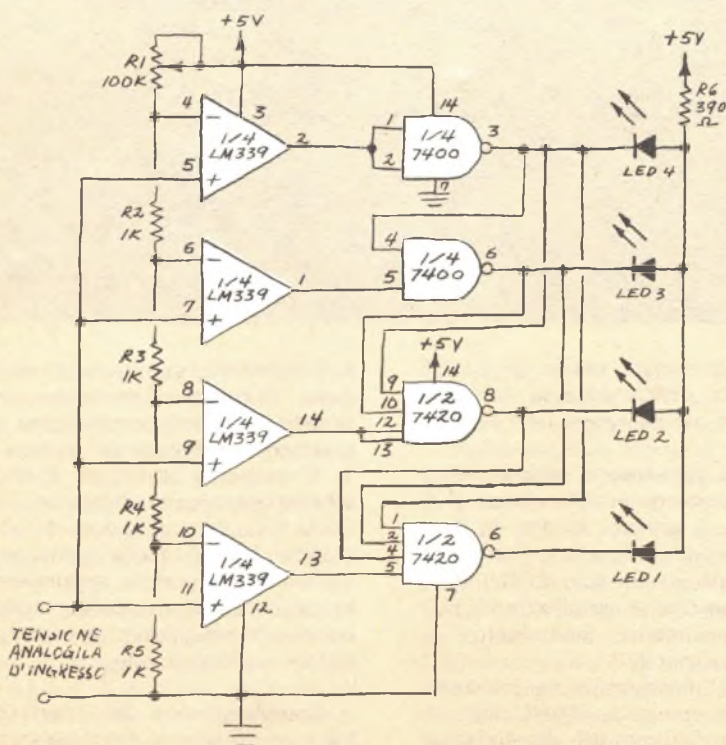 +5V
R1
100K
4
3
5
1/4
LM339
2
1
2
14
1/4
7400
3
7
+5V
R6
390
Ω
LED 4
R2
1K
6
7
1/4
LM339
1
4
5
1/4
7400
6
LED 3
R3
1K
8
9
1/4
LM339
14
+5V
14
9
10
12
13
1/2
7420
8
LED 2
R4
1K
10
11
1/4
LM339
13
12
1
2
4
5
1/2
7420
6
7
LED 1
TENSIONE
ANALOGILA
D'INGRESSO
R5
1K